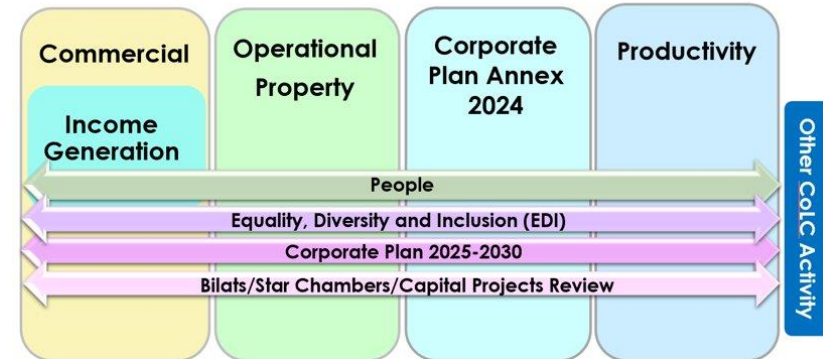 Commercial
Income
Generation
Operational
Property
Corporate
Plan Annex
2024
Productivity
People
Equality, Diversity and Inclusion (EDI)
Corporate Plan 2025-2030
Bilats/Star Chambers/Capital Projects Review
Other CoLC Activity